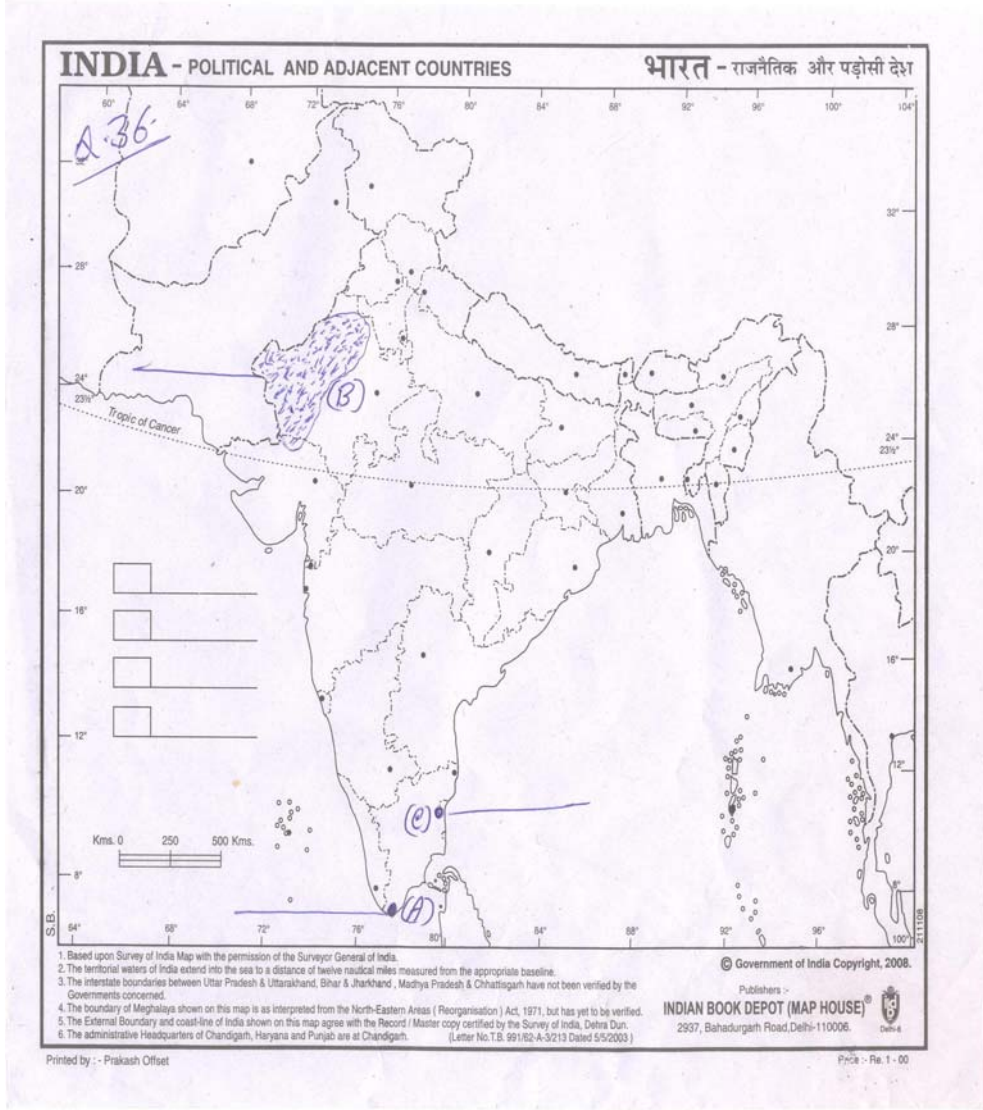 INDIA – POLITICAL AND ADJACENT COUNTRIES
भारत – राजनैतिक और पड़ोसी देश
60° 64° 68° 72° 76° 80° 84° 88° 92° 96° 100° 104°
Q.36.
32°
28°
28°
24°
23½°
(B)
Tropic of Cancer
24°
23½°
20°
20°
16°
16°
12°
12°
(C)
Kms. 0 250 500 Kms.
8°
8°
(A)
S.B.
64° 68° 72° 76° 80° 84° 88° 92° 96° 100°
211108
1. Based upon Survey of India Map with the permission of the Surveyor General of India.
2. The territorial waters of India extend into the sea to a distance of twelve nautical miles measured from the appropriate baseline.
3. The interstate boundaries between Uttar Pradesh & Uttarakhand, Bihar & Jharkhand , Madhya Pradesh & Chhattisgarh have not been verified by the
Governments concerned.
4. The boundary of Meghalaya shown on this map is as interpreted from the North-Eastern Areas ( Reorganisation ) Act, 1971, but has yet to be verified.
5. The External Boundary and coast-line of India shown on this map agree with the Record / Master copy certified by the Survey of India, Dehra Dun.
6. The administrative Headquarters of Chandigarh, Haryana and Punjab are at Chandigarh. (Letter No.T.B. 991/62-A-3/213 Dated 5/5/2003 )
© Government of India Copyright, 2008.
Publishers :-
INDIAN BOOK DEPOT (MAP HOUSE)®
2937, Bahadurgarh Road,Delhi-110006.
Delhi-6
Printed by : - Prakash Offset
Price :- Re. 1 - 00